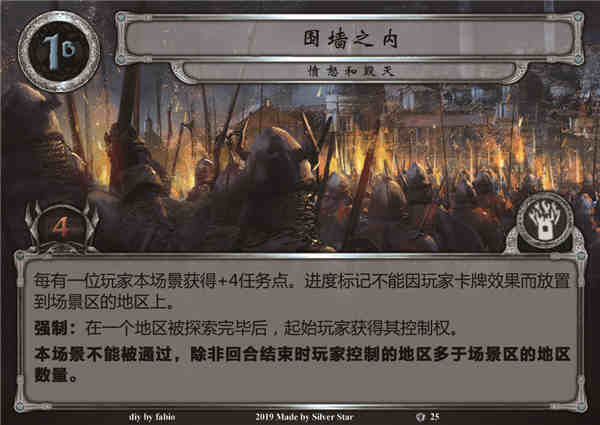 1B
围墙之内
愤怒和毁灭
4
每有一位玩家本场景获得+4任务点。进度标记不能因玩家卡牌效果而放置
到场景区的地区上。
强制：在一个地区被探索完毕后，起始玩家获得其控制权。
本场景不能被通过，除非回合结束时玩家控制的地区多于场景区的地区
数量。
diy by fabio 2019 Made by Silver Star 25